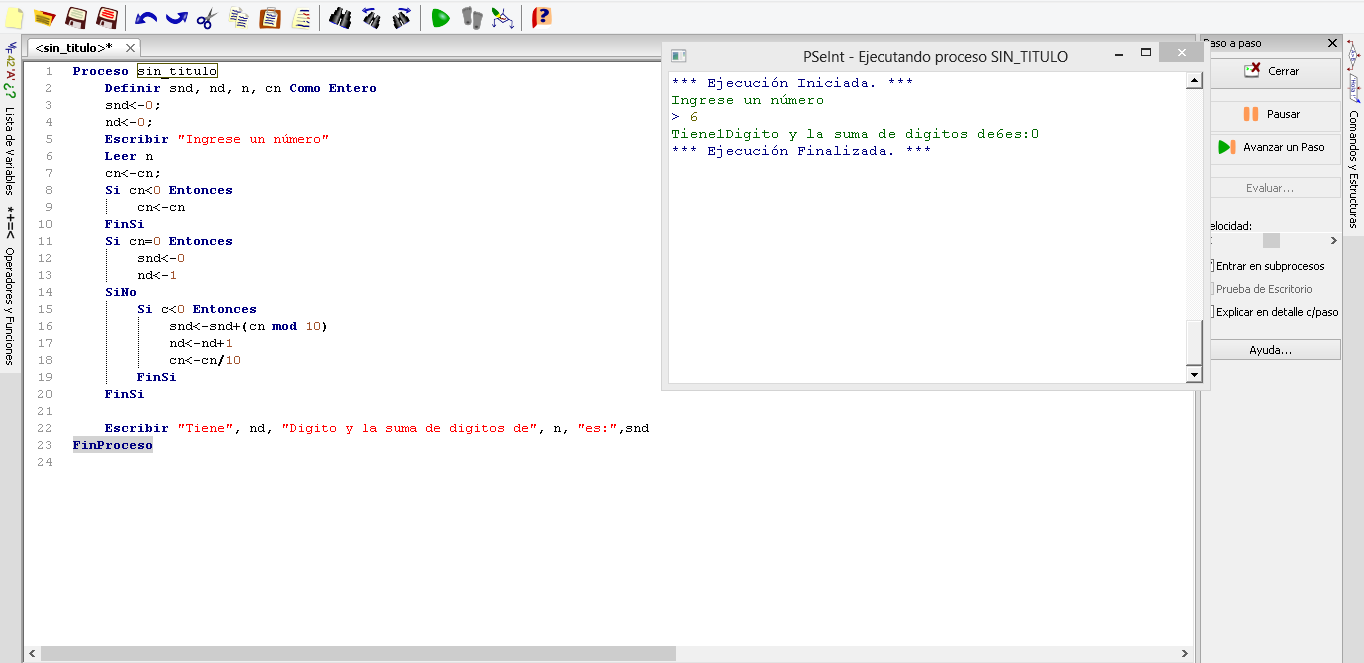 <sin_titulo>*
1 Proceso sin_titulo
2 Definir snd, nd, n, cn Como Entero
3 snd<-0;
4 nd<-0;
5 Escribir "Ingrese un número"
6 Leer n
7 cn<-cn;
8 Si cn<0 Entonces
9 cn<-cn
10 FinSi
11 Si cn=0 Entonces
12 snd<-0
13 nd<-1
14 SiNo
15 Si c<0 Entonces
16 snd<-snd+(cn mod 10)
17 nd<-nd+1
18 cn<-cn/10
19 FinSi
20 FinSi
21
22 Escribir "Tiene", nd, "Digito y la suma de digitos de", n, "es:",snd
23 FinProceso
24
Lista de Variables
*+=< Operadores y Funciones
PSeInt - Ejecutando proceso SIN_TITULO
*** Ejecución Iniciada. ***
Ingrese un número
> 6
Tiene1Digito y la suma de digitos de6es:0
*** Ejecución Finalizada. ***
aso a paso
Cerrar
Pausar
Avanzar un Paso
Evaluar...
elocidad:
Entrar en subprocesos
Prueba de Escritorio
Explicar en detalle c/paso
Ayuda...
Comandos y Estructuras